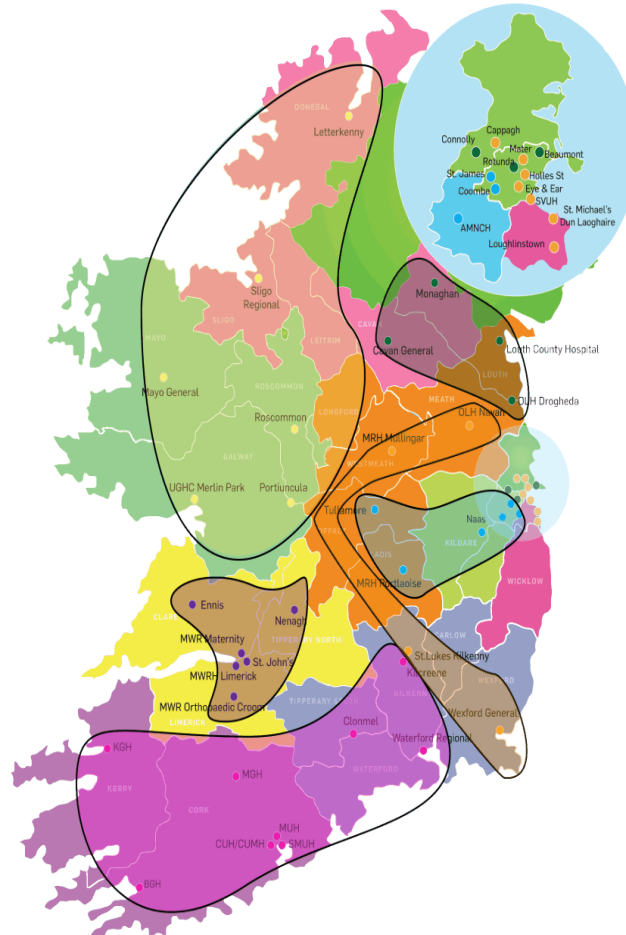 DONEGAL
Letterkenny
Connolly
Cappagh
Mater
Rotunda
Beaumont
St. James
Holles St
Coombe
Eye & Ear
SVUH
St. Michael's
Dun Laoghaire
AMNCH
Loughlinstown
Sligo
Regional
SLIGO
LEITRIM
CAVAN
Monaghan
Cavan General
Louth County Hospital
LOUTH
MAYO
Mayo General
ROSCOMMON
Roscommon
LONGFORD
MEATH
OLH Navan
OLH Drogheda
MRH Mullingar
WESTMEATH
GALWAY
UGHC Merlin Park
Portiuncula
Tullamore
OFFALY
Naas
KILDARE
LAOIS
MRH Portlaoise
WICKLOW
CLARE
Ennis
Nenagh
MWR Maternity
TIPPERARY NORTH
St. John's
MWRH Limerick
MWR Orthopaedic Croom
LIMERICK
CARLOW
St.Lukes Kilkenny
Kilcreene
KILKENNY
WEXFORD
Wexford General
TIPPERARY
Clonmel
Waterford Regional
WATERFORD
KGH
KERRY
MGH
CORK
MUH
CUH/CUMH
SMUH
BGH